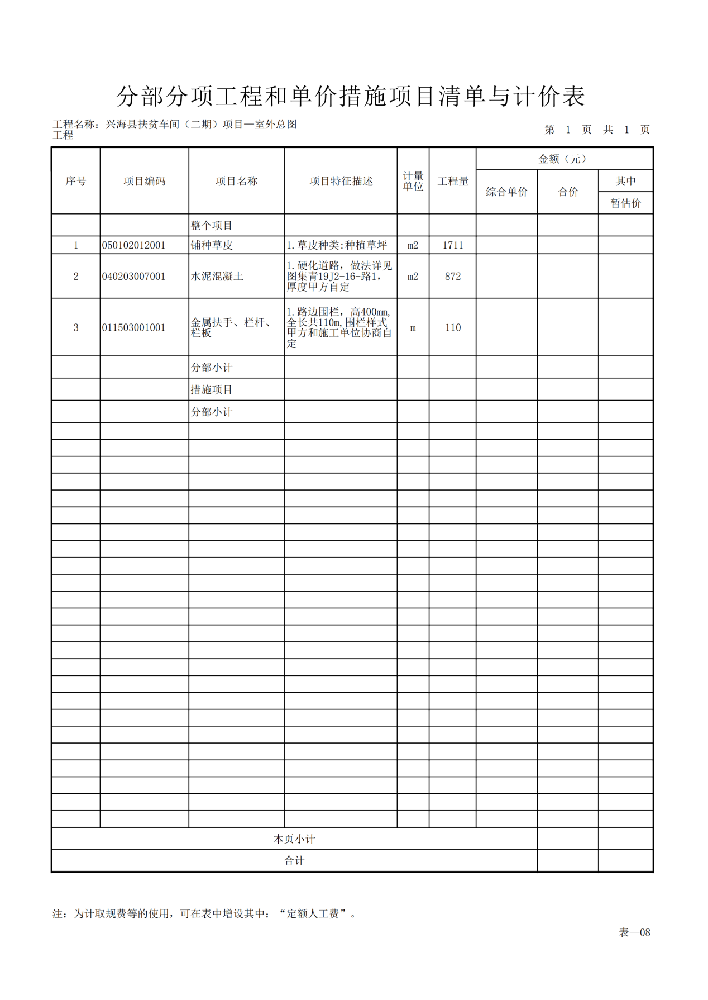 分部分项工程和单价措施项目清单与计价表
工程名称：兴海县扶贫车间（二期）项目—室外总图
工程
第 1 页 共 1 页
序号 项目编码 项目名称 项目特征描述 计量
单位 工程量 金额（元）
综合单价 合价 其中
暂估价
整个项目
1 050102012001 铺种草皮 1.草皮种类:种植草坪 m2 1711
2 040203007001 水泥混凝土 1.硬化道路，做法详见
图集青19J2-16-路1，
厚度甲方自定 m2 872
3 011503001001 金属扶手、栏杆、
栏板 1.路边围栏，高400mm,
全长共110m,围栏样式
甲方和施工单位协商自
定 m 110
分部小计
措施项目
分部小计
本页小计
合计
注：为计取规费等的使用，可在表中增设其中：“定额人工费”。
表—08